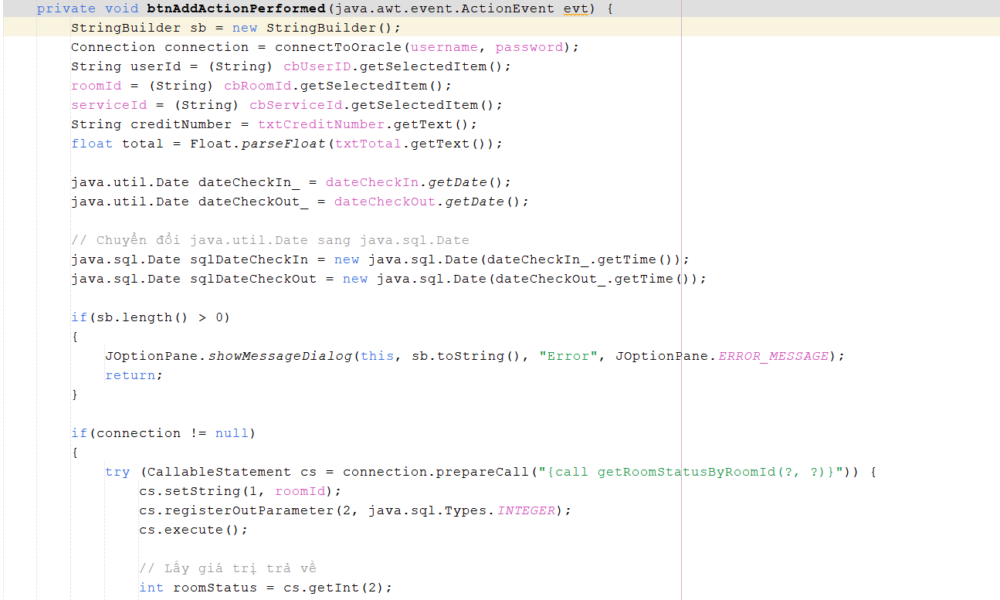 private void btnAddActionPerformed(java.awt.event.ActionEvent evt) {
StringBuilder sb = new StringBuilder();
Connection connection = connectToOracle(username, password);
String userId = (String) cbUserID.getSelectedItem();
roomId = (String) cbRoomId.getSelectedItem();
serviceId = (String) cbServiceId.getSelectedItem();
String creditNumber = txtCreditNumber.getText();
float total = Float.parseFloat(txtTotal.getText());
java.util.Date dateCheckIn_ = dateCheckIn.getDate();
java.util.Date dateCheckOut_ = dateCheckOut.getDate();
// Chuyển đổi java.util.Date sang java.sql.Date
java.sql.Date sqlDateCheckIn = new java.sql.Date(dateCheckIn_.getTime());
java.sql.Date sqlDateCheckOut = new java.sql.Date(dateCheckOut_.getTime());
if(sb.length() > 0)
{
JOptionPane.showMessageDialog(this, sb.toString(), "Error", JOptionPane.ERROR_MESSAGE);
return;
}
if(connection != null)
{
try (CallableStatement cs = connection.prepareCall("{call getRoomStatusByRoomId(?, ?)}")) {
cs.setString(1, roomId);
cs.registerOutParameter(2, java.sql.Types.INTEGER);
cs.execute();
// Lấy giá trị trả về
int roomStatus = cs.getInt(2);